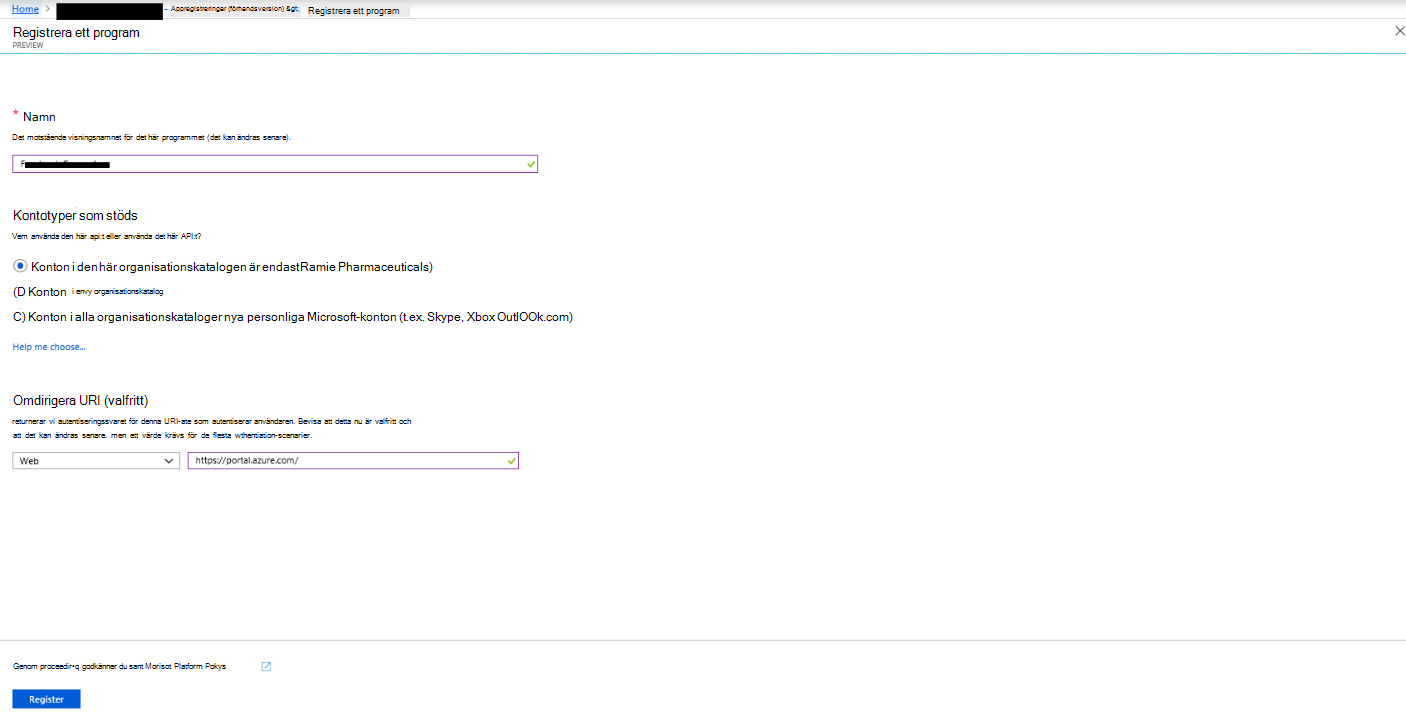 Home > - Appregistreringar (förhandsversion) &gt; Registrera ett program
Registrera ett program
PREVIEW
* Namn
Det motstående visningsnamnet för det här programmet (det kan ändras senare).
Kontotyper som stöds
Vem använda den här api:t eller använda det här API:t?
Konton i den här organisationskatalogen är endastRamie Pharmaceuticals)
(D Konton i envy organisationskatalog
C) Konton i alla organisationskataloger nya personliga Microsoft-konton (t.ex. Skype, Xbox OutlOOk.com)
Help me choose...
Omdirigera URI (valfritt)
returnerar vi autentiseringssvaret för denna URI-ate som autentiserar användaren. Bevisa att detta nu är valfritt och
att det kan ändras senare. men ett värde krävs för de flesta wthentiation-scenarier.
Web https://portal.azure.com/
Genom proceedir•q godkänner du sant Morisot Platform Pokys
Register